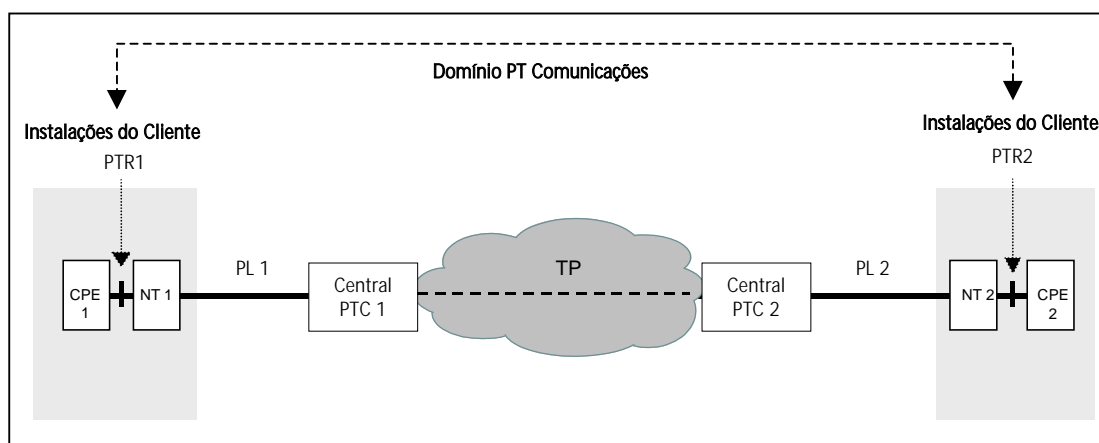 Domínio PT Comunicações
Instalações do Cliente
PTR1
Instalações do Cliente
PTR2
CPE
1
NT 1
PL 1
Central
PTC 1
TP
Central
PTC 2
PL 2
NT 2
CPE
2